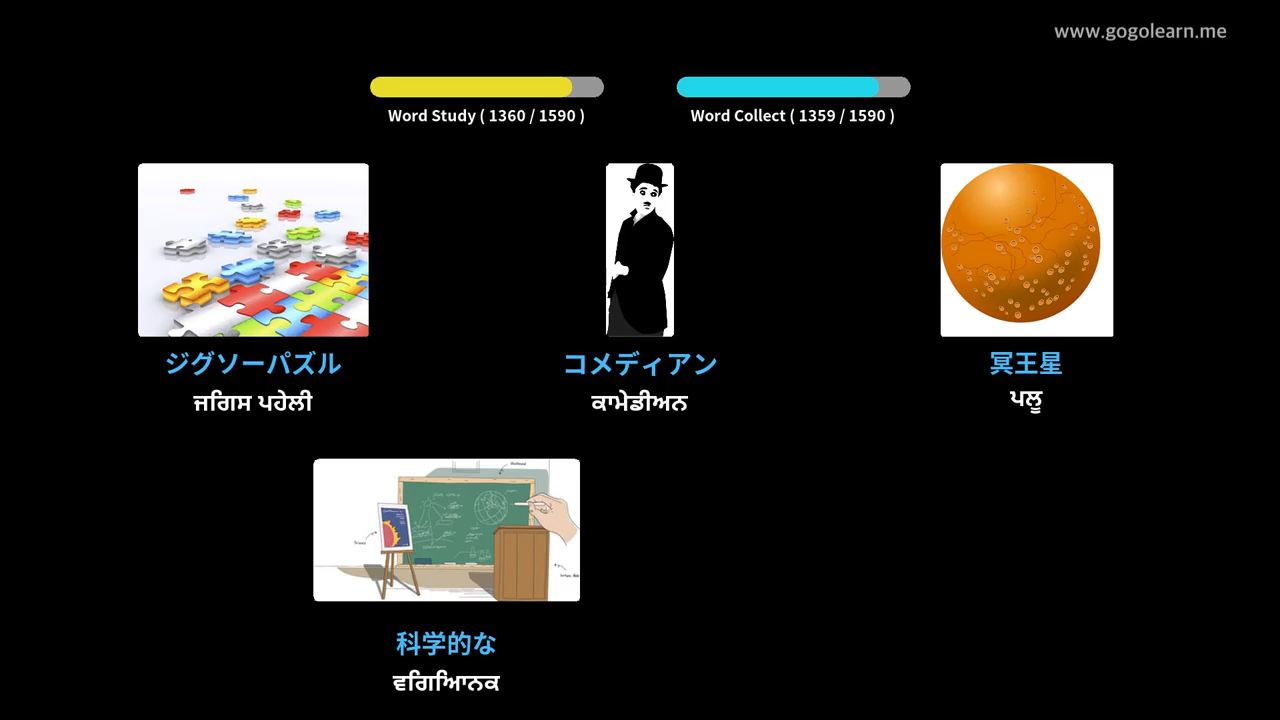 www.gogolearn.me
Word Study ( 1360 / 1590 )
Word Collect ( 1359 / 1590 )
ジグソーパズル
コメディアン
冥王星
ਜਗਿਸ ਪਹੇਲੀ
ਕਾਮੇਡੀਅਨ
ਪਲੂ
科学的な
ਵਗਿਆਿਨਕ